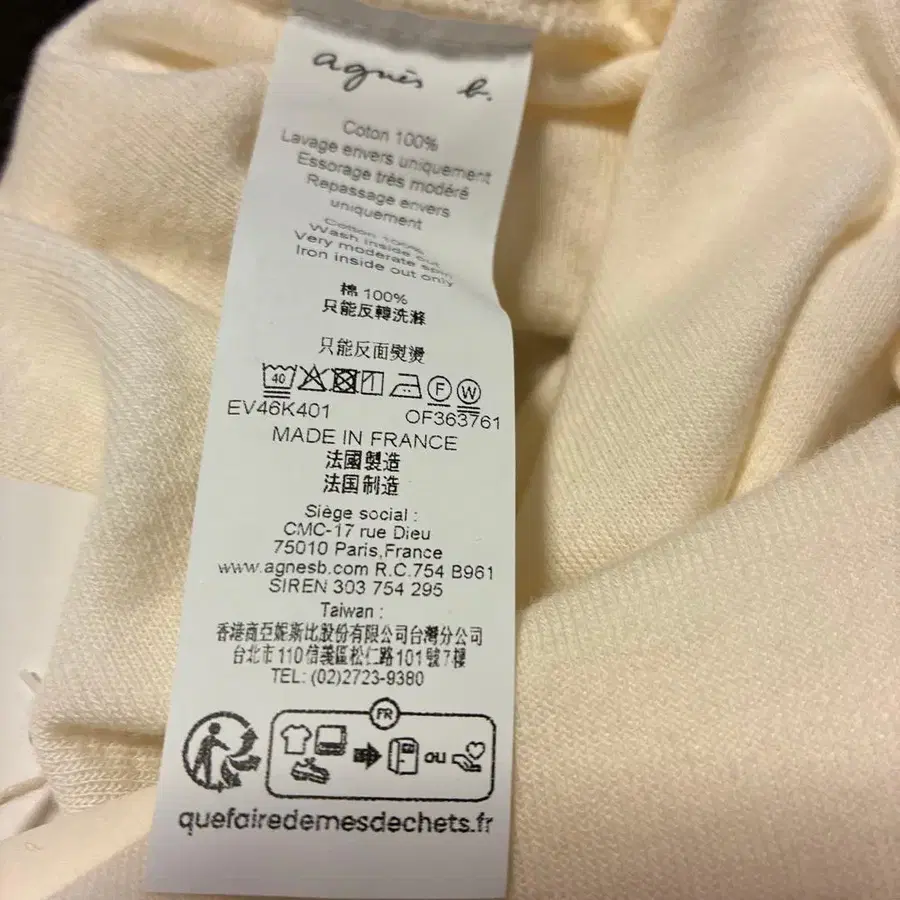 agnès b.
Coton 100%
Lavage envers uniquement
Essorage très modéré
Repassage envers
uniquement
Cotton 100%
Wash inside out
Very moderate spin
Iron inside out only
棉 100%
只能反轉洗滌
只能反面熨燙
40 F W
EV46K401 OF363761
MADE IN FRANCE
法國製造
法国制造
Siège social :
CMC-17 rue Dieu
75010 Paris,France
www.agnesb.com R.C.754 B961
SIREN 303 754 295
Taiwan :
香港商亞妮斯比股份有限公司台灣分公司
台北市110信義區松仁路101號7樓
TEL: (02)2723-9380
FR
ou
quefairedemesdechets.fr